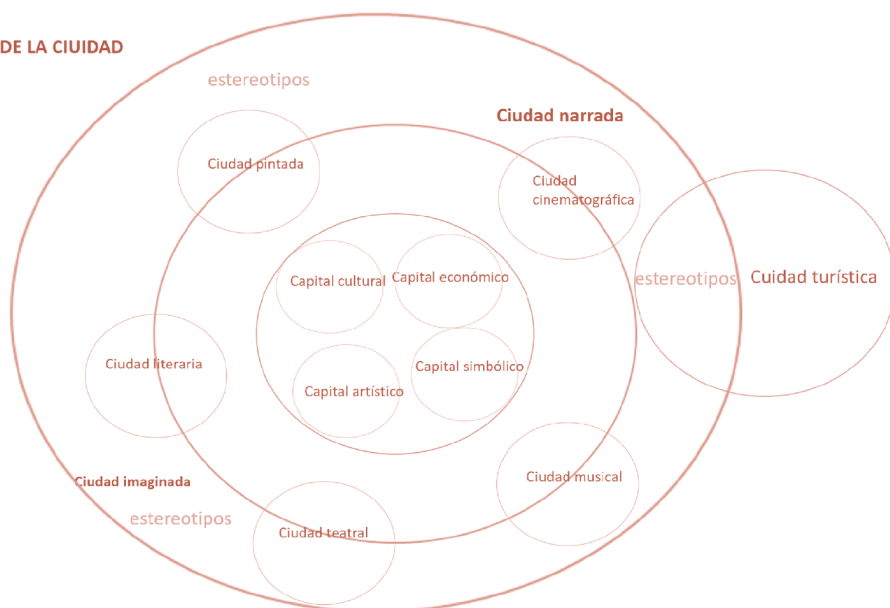 DE LA CIUIDAD
estereotipos
Ciudad narrada
Ciudad pintada
Ciudad
cinematográfica
Capital cultural
Capital económico
estereotipos
Cuidad turística
Ciudad literaria
Capital simbólico
Capital artístico
Ciudad imaginada
Ciudad musical
estereotipos
Ciudad teatral